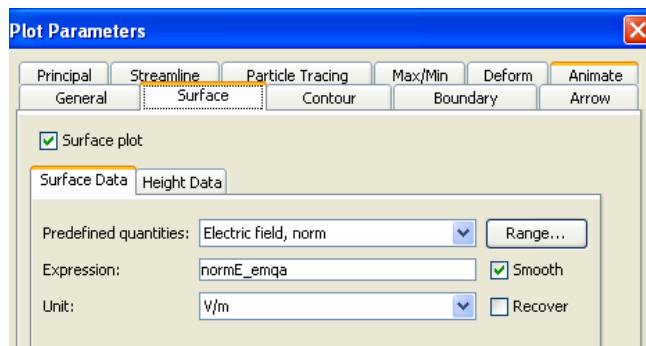 Plot Parameters
Principal Streamline Particle Tracing Max/Min Deform Animate
General Surface Contour Boundary Arrow
Surface plot
Surface Data Height Data
Predefined quantities: Electric field, norm Range...
Expression: normE_emqa Smooth
Unit: V/m Recover